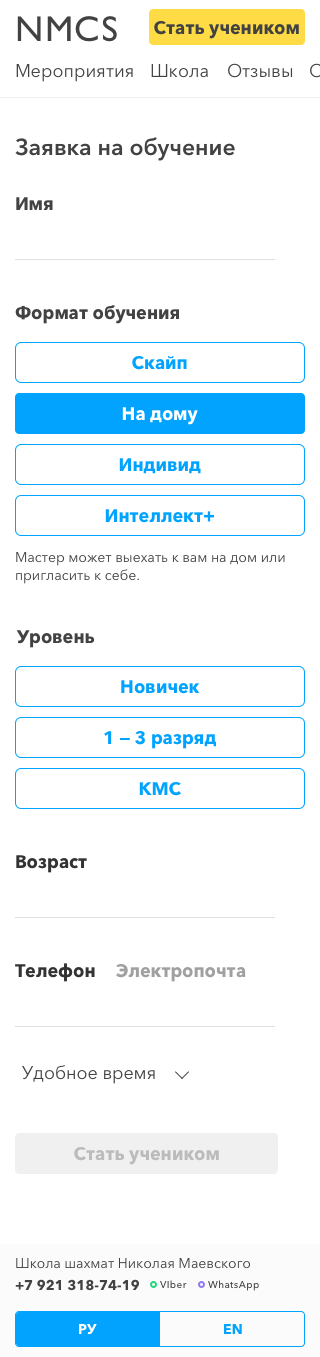 NMCS
Стать учеником
Мероприятия Школа Отзывы
Заявка на обучение
Имя
Формат обучения
Скайп
На дому
Индивид
Интеллект+
Мастер может выехать к вам на дом или
пригласить к себе.
Уровень
Новичек
1 — 3 разряд
КМС
Возраст
Телефон Электропочта
Удобное время
Стать учеником
Школа шахмат Николая Маевского
+7 921 318-74-19 VIber WhatsApp
РУ EN